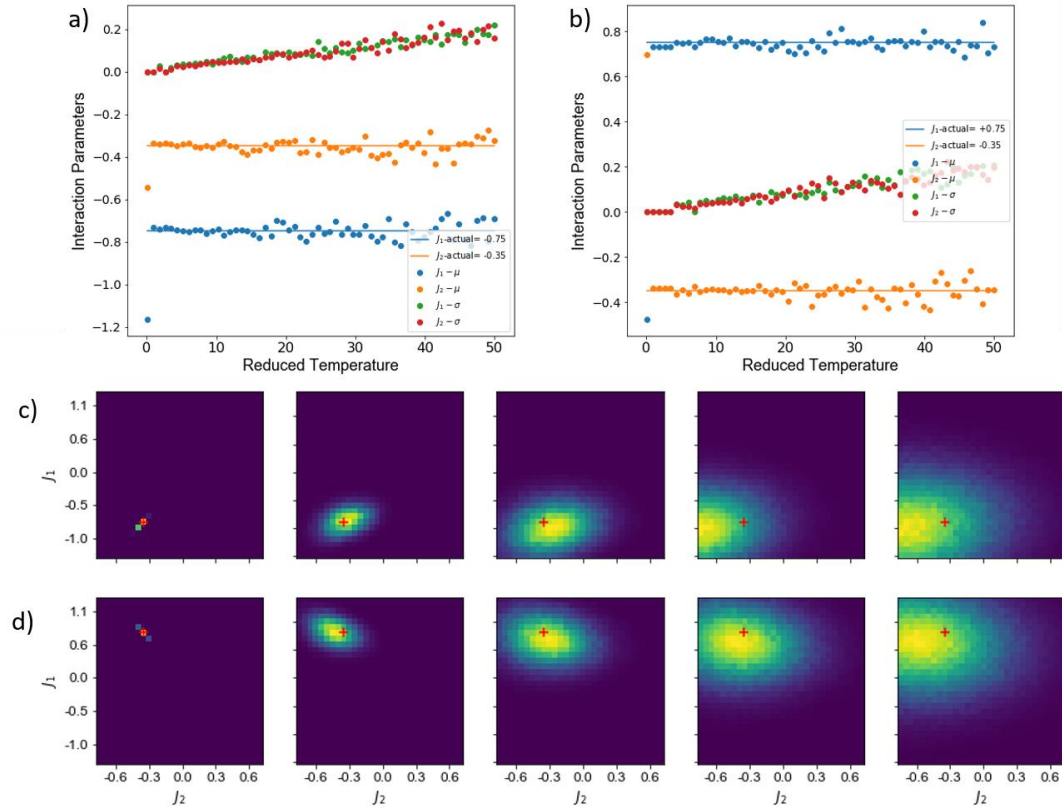 a)
0.2
0.0
−0.2
−0.4
−0.6
−0.8
−1.0
−1.2
Interaction Parameters
0
10
20
30
40
50
Reduced Temperature
J₁-actual= -0.75
J₂-actual= -0.35
J₁ − μ
J₂ − μ
J₁ − σ
J₂ − σ
b)
0.8
0.6
0.4
0.2
0.0
−0.2
−0.4
Interaction Parameters
0
10
20
30
40
50
Reduced Temperature
J₁-actual= +0.75
J₂-actual= -0.35
J₁ − μ
J₂ − μ
J₁ − σ
J₂ − σ
c)
1.1
0.6
0.0
-0.5
-1.0
J₁
d)
1.1
0.6
0.0
-0.5
-1.0
J₁
-0.6 -0.3 0.0 0.3 0.6
-0.6 -0.3 0.0 0.3 0.6
-0.6 -0.3 0.0 0.3 0.6
-0.6 -0.3 0.0 0.3 0.6
-0.6 -0.3 0.0 0.3 0.6
J₂
J₂
J₂
J₂
J₂